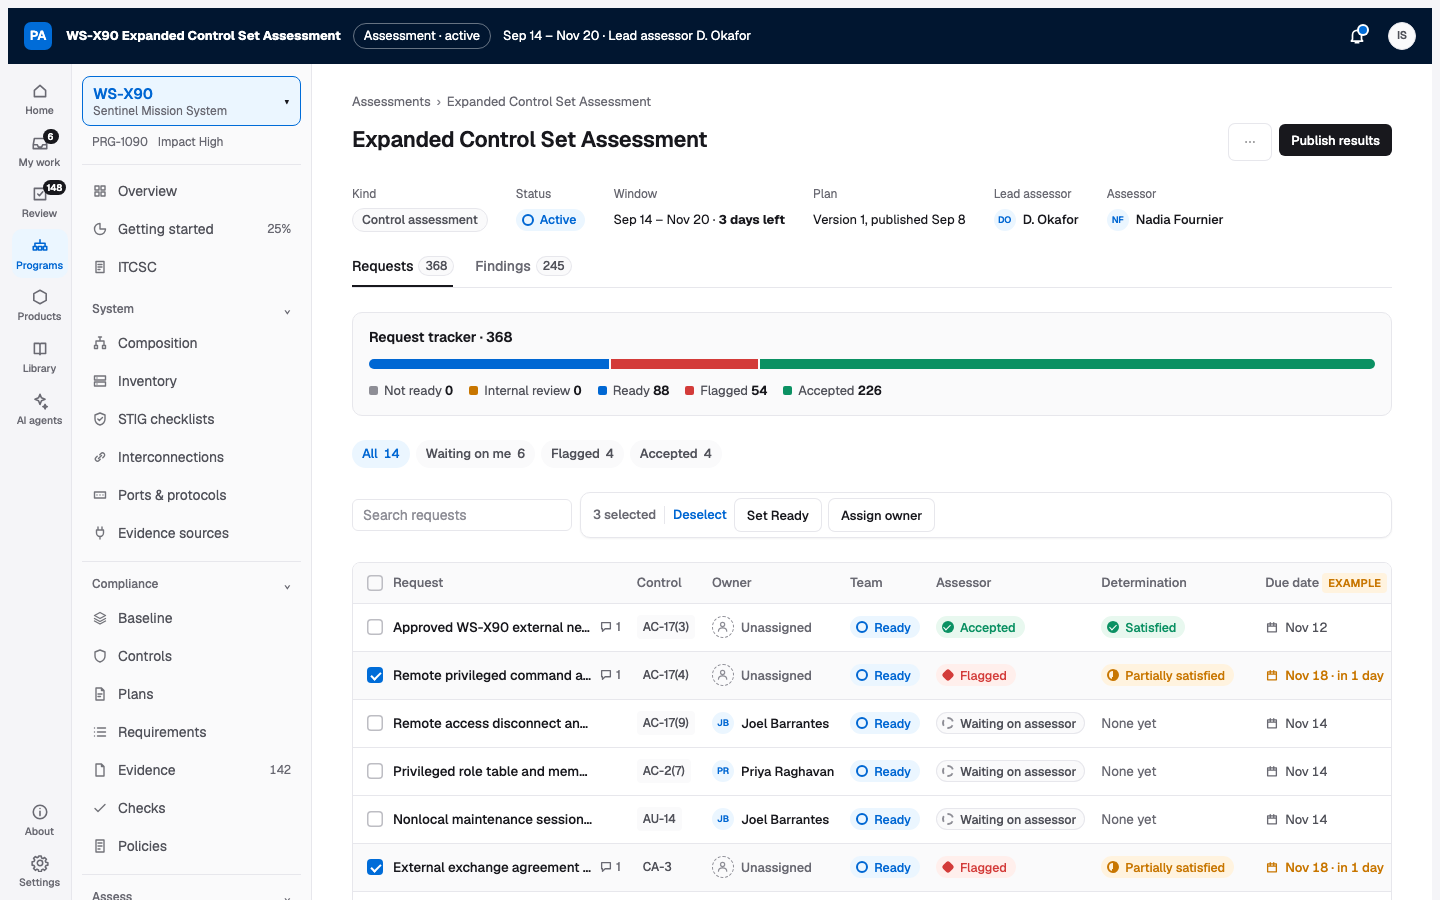 PA WS-X90 Expanded Control Set Assessment Assessment · active Sep 14 – Nov 20 · Lead assessor D. Okafor IS
Home
My work 6
Review 148
Programs
Products
Library
AI agents
About
Settings
WS-X90
Sentinel Mission System
PRG-1090 Impact High
Overview
Getting started 25%
ITCSC
System
Composition
Inventory
STIG checklists
Interconnections
Ports & protocols
Evidence sources
Compliance
Baseline
Controls
Plans
Requirements
Evidence 142
Checks
Policies
Assess
Assessments › Expanded Control Set Assessment
Expanded Control Set Assessment
... Publish results
Kind Status Window Plan Lead assessor Assessor
Control assessment Active Sep 14 – Nov 20 · 3 days left Version 1, published Sep 8 DO D. Okafor NF Nadia Fournier
Requests 368 Findings 245
Request tracker · 368
Not ready 0 Internal review 0 Ready 88 Flagged 54 Accepted 226
All 14 Waiting on me 6 Flagged 4 Accepted 4
Search requests 3 selected Deselect Set Ready Assign owner
Request Control Owner Team Assessor Determination Due date EXAMPLE
Approved WS-X90 external ne... 1 AC-17(3) Unassigned Ready Accepted Satisfied Nov 12
Remote privileged command a... 1 AC-17(4) Unassigned Ready Flagged Partially satisfied Nov 18 · in 1 day
Remote access disconnect an... AC-17(9) JB Joel Barrantes Ready Waiting on assessor None yet Nov 14
Privileged role table and mem... AC-2(7) PR Priya Raghavan Ready Waiting on assessor None yet Nov 14
Nonlocal maintenance session... AU-14 JB Joel Barrantes Ready Waiting on assessor None yet Nov 14
External exchange agreement ... 1 CA-3 Unassigned Ready Flagged Partially satisfied Nov 18 · in 1 day